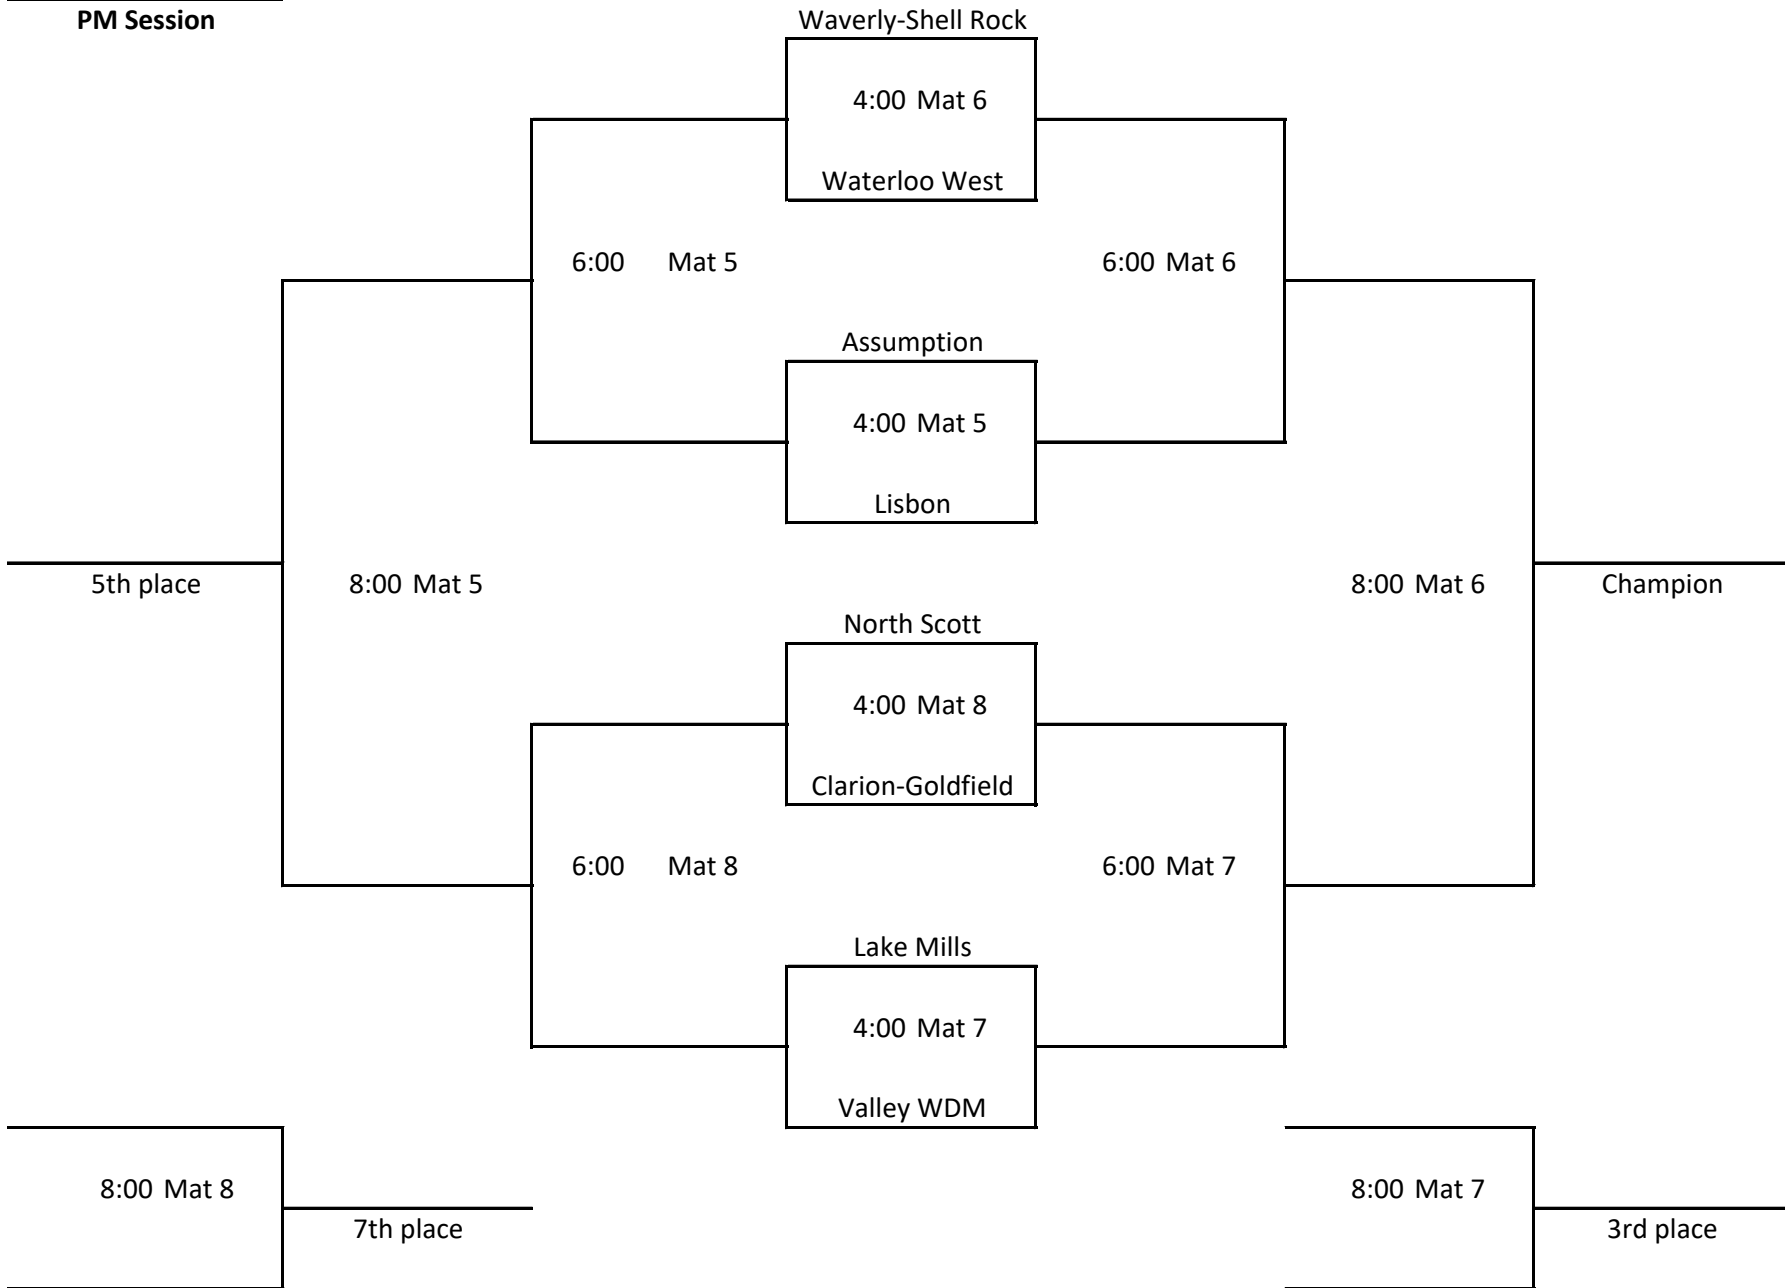 PM Session
Waverly-Shell Rock
4:00 Mat 6
Waterloo West
6:00 Mat 5
6:00 Mat 6
Assumption
4:00 Mat 5
Lisbon
5th place
8:00 Mat 5
8:00 Mat 6
Champion
North Scott
4:00 Mat 8
Clarion-Goldfield
6:00 Mat 8
6:00 Mat 7
Lake Mills
4:00 Mat 7
Valley WDM
8:00 Mat 8
8:00 Mat 7
7th place
3rd place